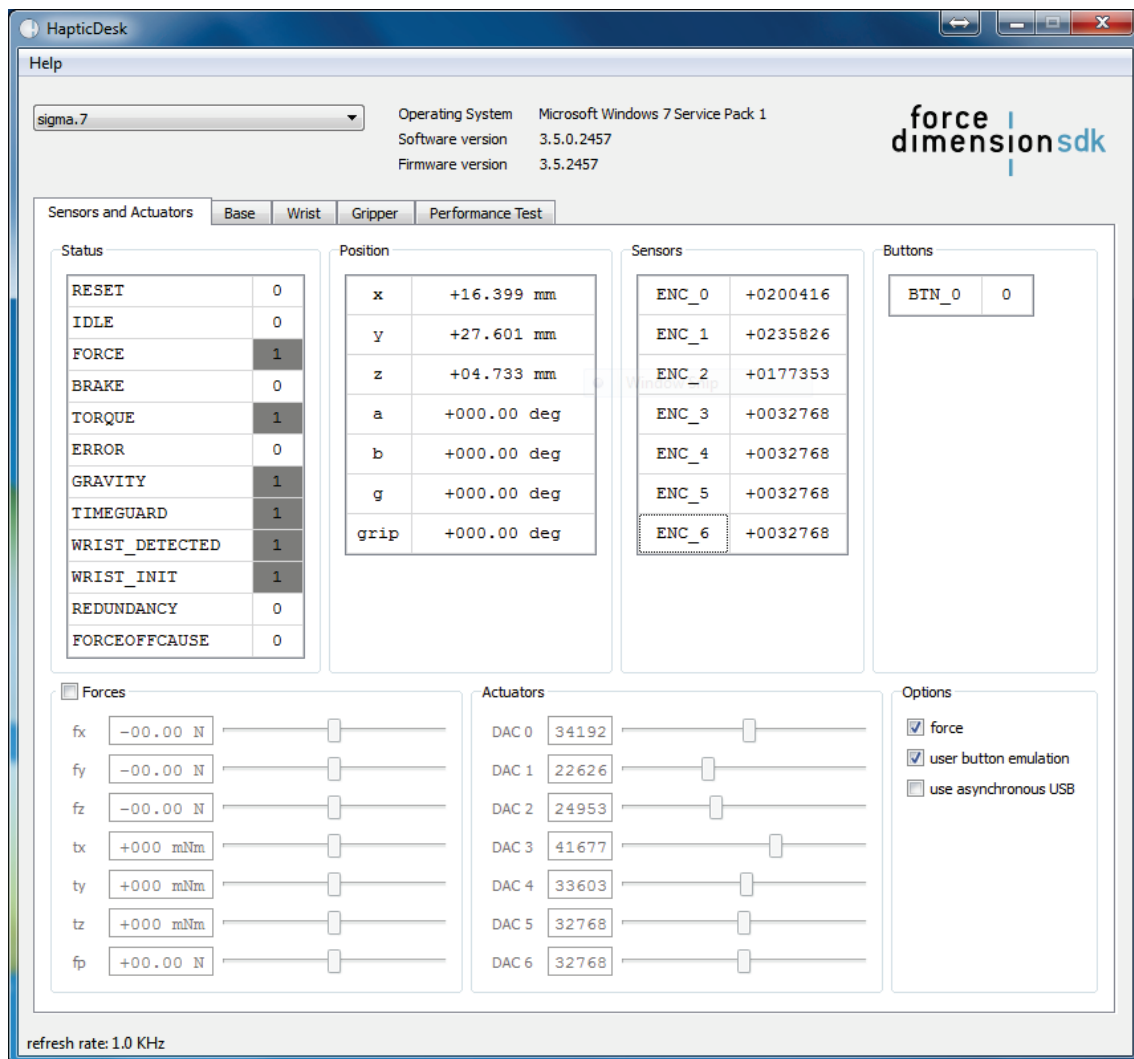 HapticDesk
Help
sigma.7
Operating System Microsoft Windows 7 Service Pack 1
Software version 3.5.0.2457
Firmware version 3.5.2457
force
dimension sdk
Sensors and Actuators Base Wrist Gripper Performance Test
Status
RESET 0
IDLE 0
FORCE 1
BRAKE 0
TORQUE 1
ERROR 0
GRAVITY 1
TIMEGUARD 1
WRIST_DETECTED 1
WRIST_INIT 1
REDUNDANCY 0
FORCEOFFCAUSE 0
Position
x +16.399 mm
y +27.601 mm
z +04.733 mm
a +000.00 deg
b +000.00 deg
g +000.00 deg
grip +000.00 deg
Sensors
ENC_0 +0200416
ENC_1 +0235826
ENC_2 +0177353
ENC_3 +0032768
ENC_4 +0032768
ENC_5 +0032768
ENC_6 +0032768
Window Snip
Buttons
BTN_0 0
Forces
fx -00.00 N
fy -00.00 N
fz -00.00 N
tx +000 mNm
ty +000 mNm
tz +000 mNm
fp +00.00 N
Actuators
DAC 0 34192
DAC 1 22626
DAC 2 24953
DAC 3 41677
DAC 4 33603
DAC 5 32768
DAC 6 32768
Options
force
user button emulation
use asynchronous USB
refresh rate: 1.0 KHz